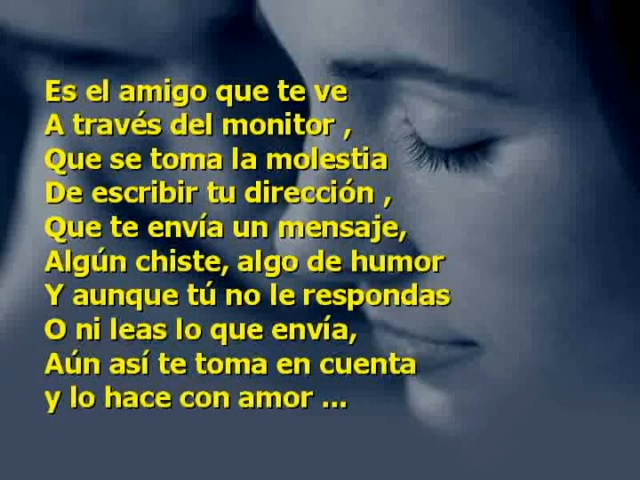 Es el amigo que te ve
A través del monitor ,
Que se toma la molestia
De escribir tu dirección ,
Que te envía un mensaje,
Algún chiste, algo de humor
Y aunque tú no le respondas
O ni leas lo que envía,
Aún así te toma en cuenta
y lo hace con amor ...